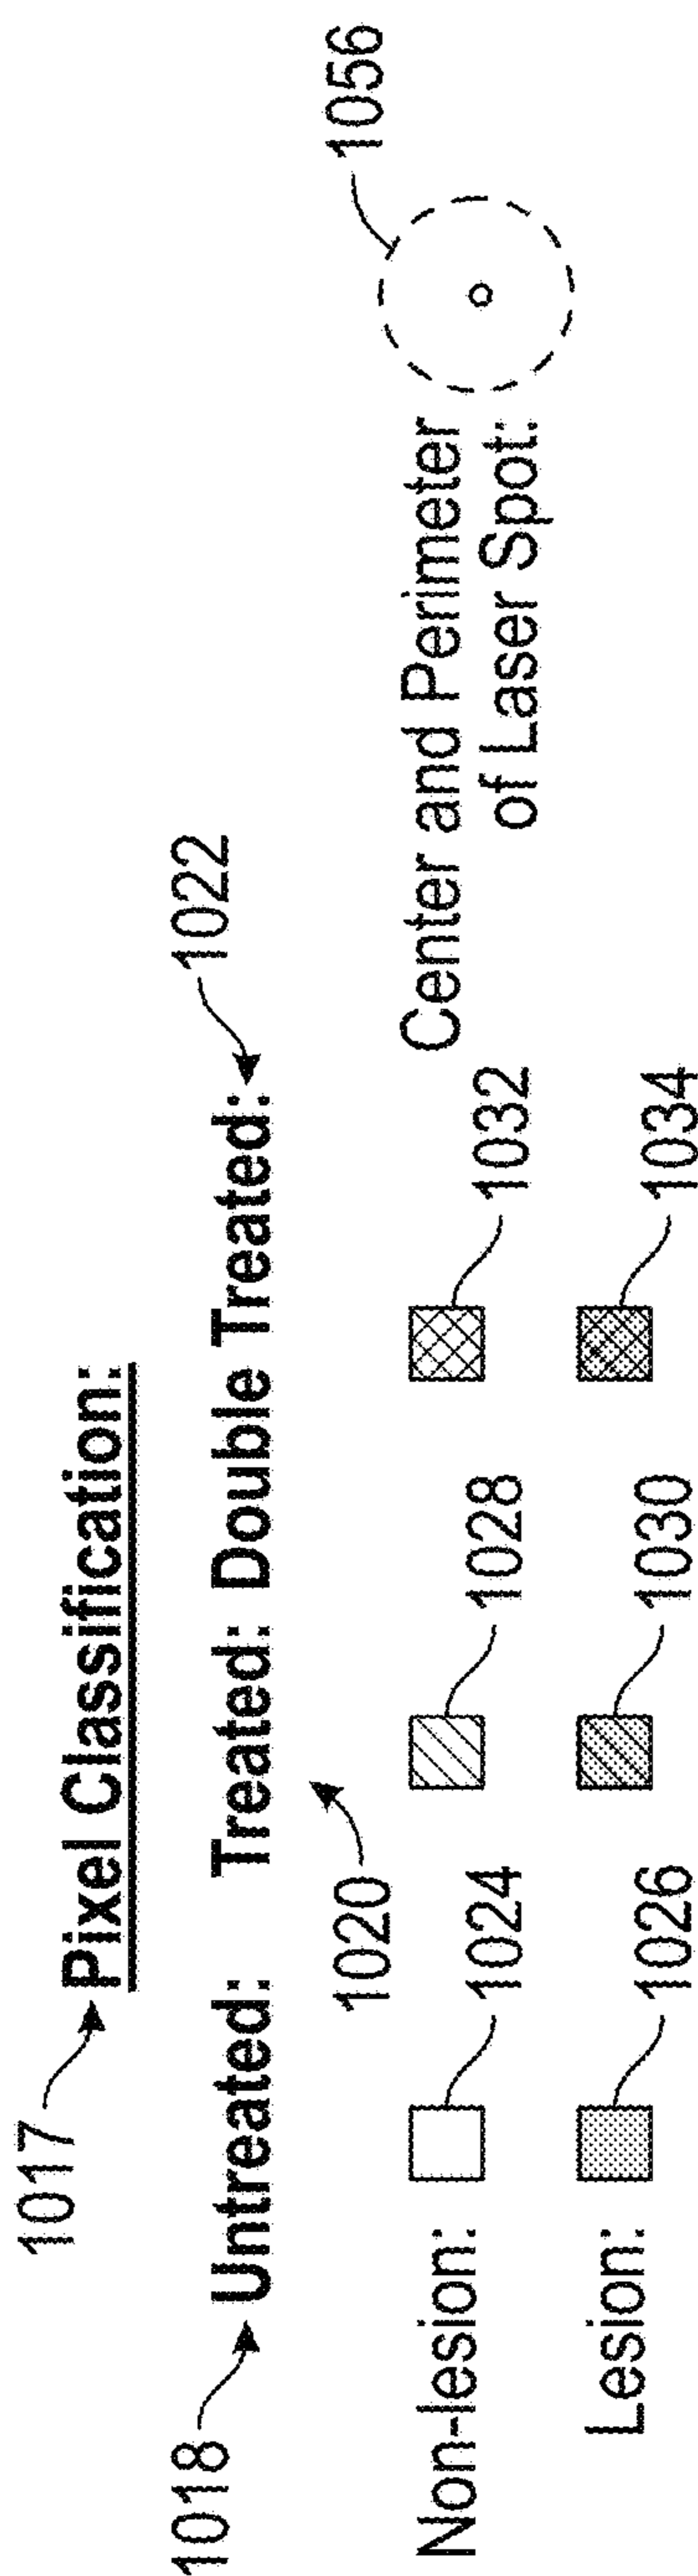 1017
Pixel Classification:
1018
Untreated: Treated: Double Treated:
1022
1020
Non-lesion: 1024 1028 1032
Lesion: 1026 1030 1034
Center and Perimeter
of Laser Spot:
1056